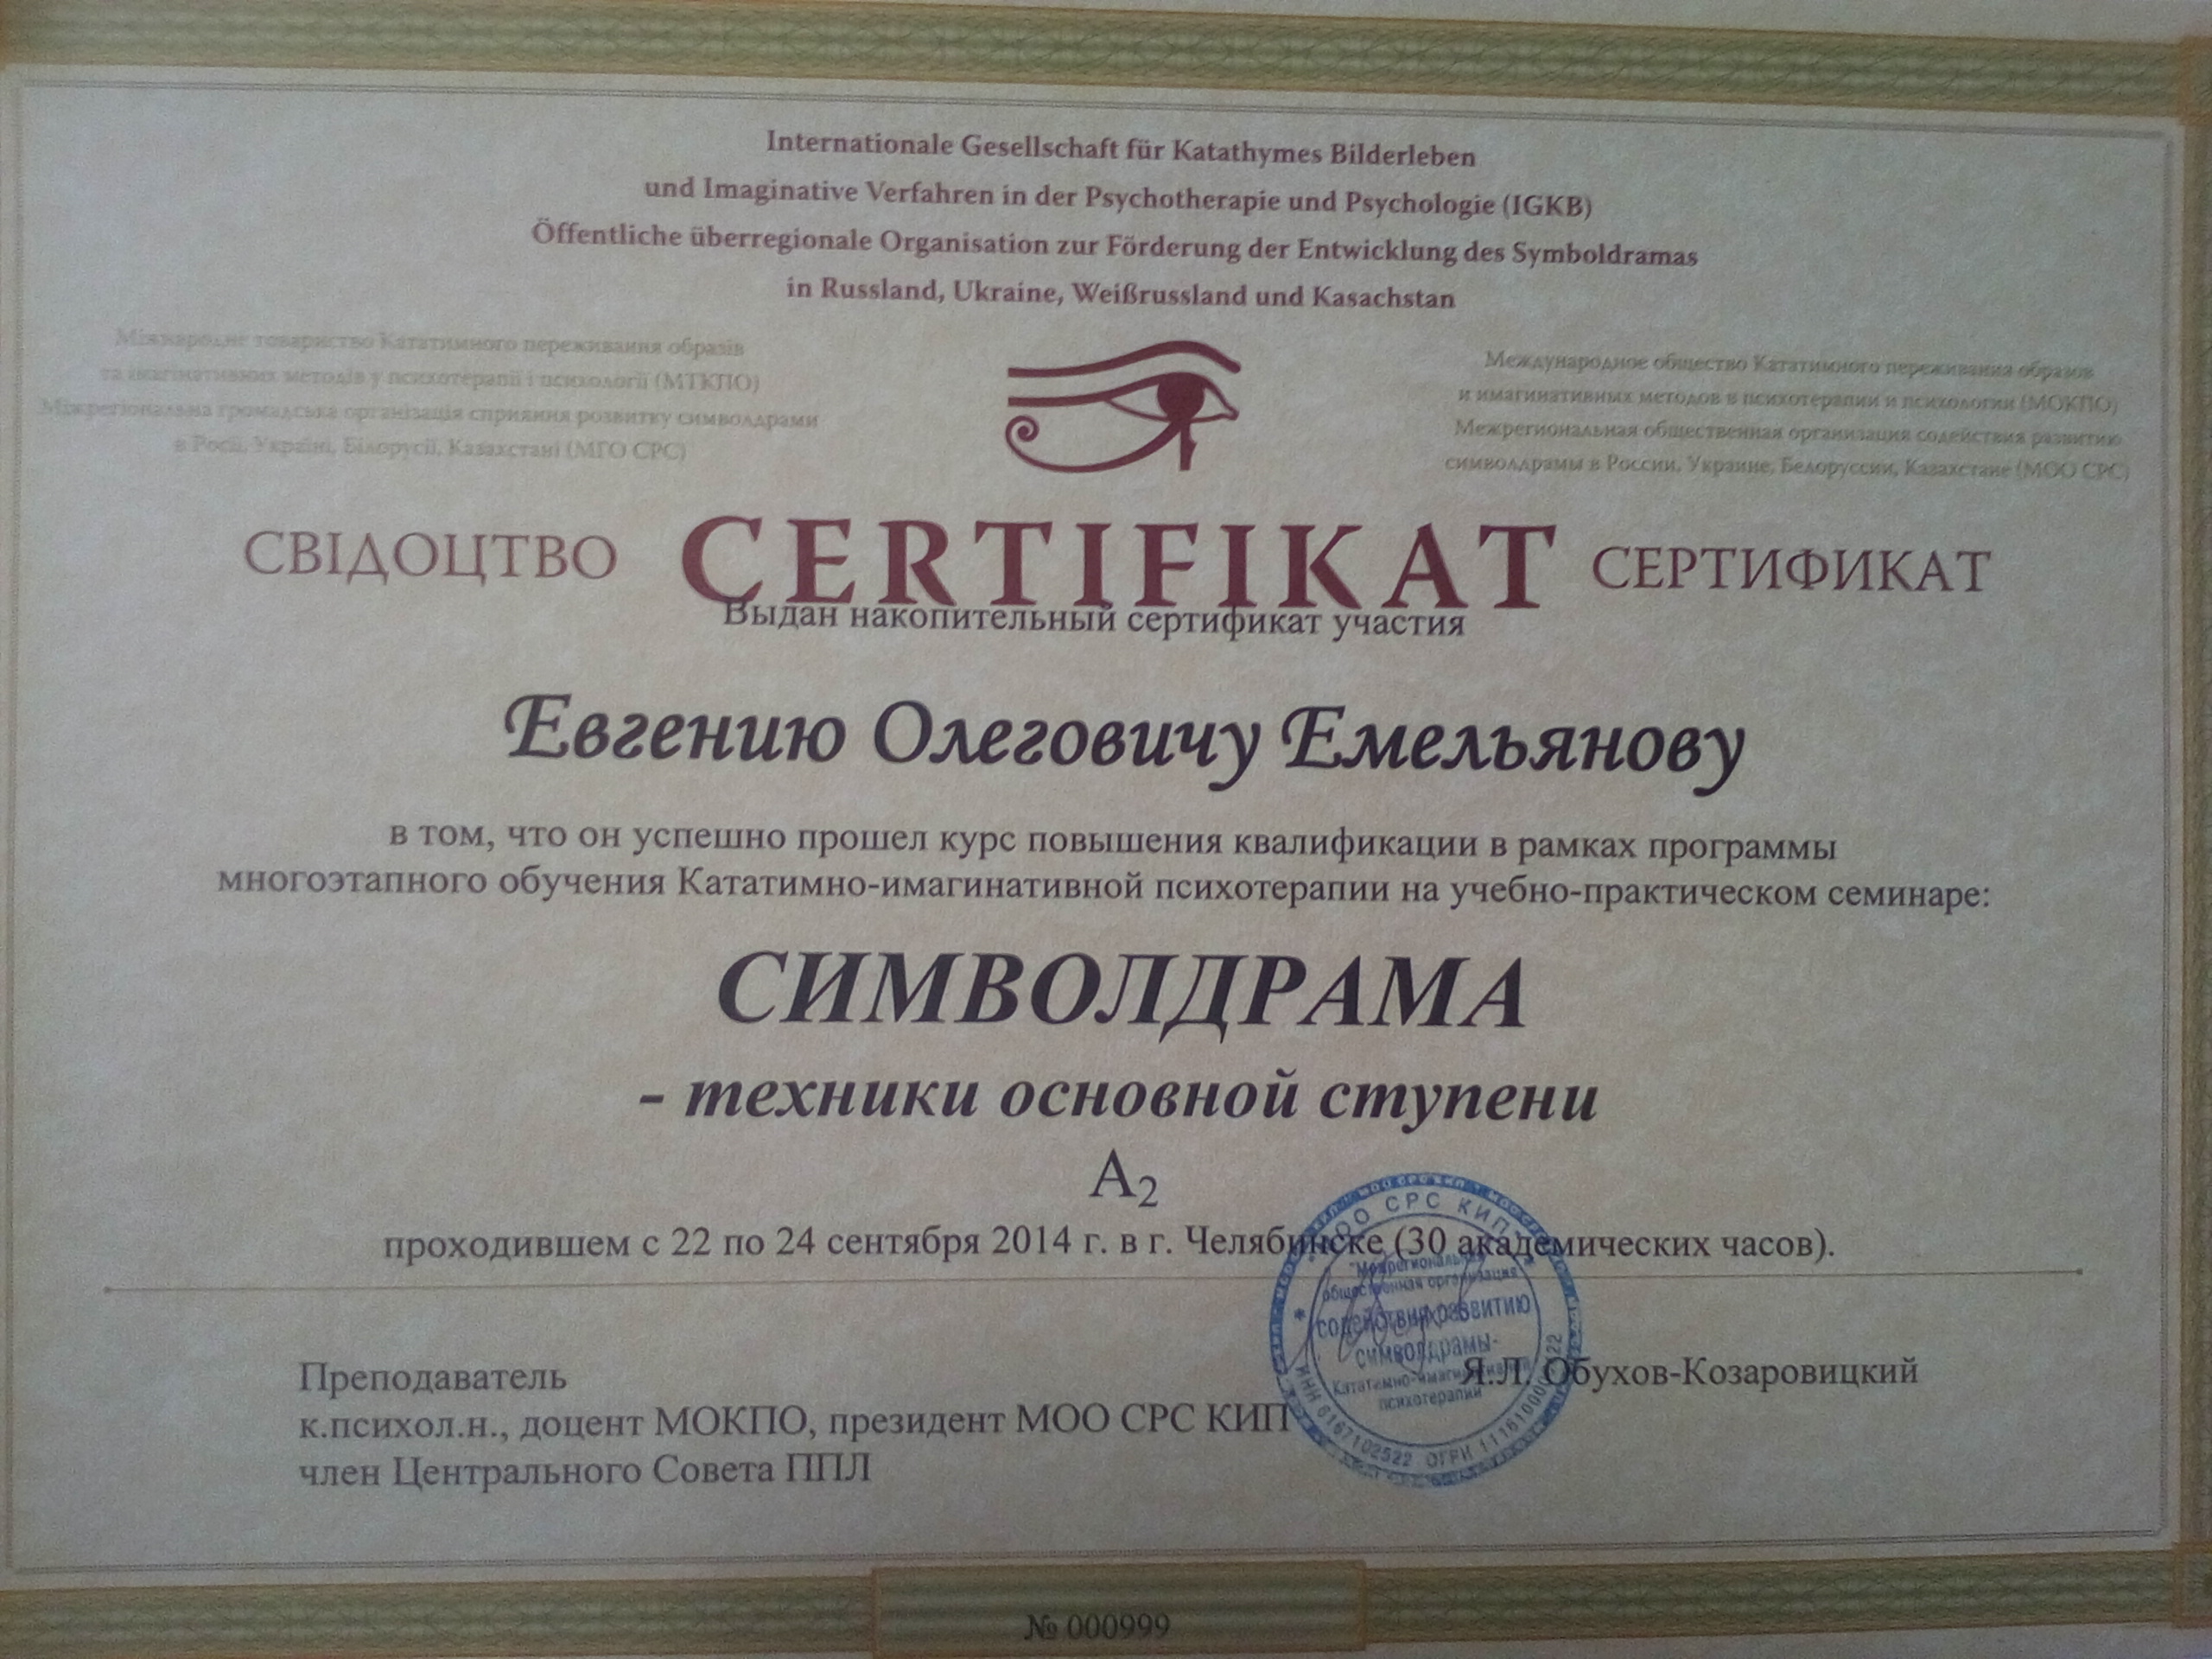 Internationale Gesellschaft für Katathymes Bilderleben
und Imaginative Verfahren in der Psychotherapie und Psychologie (IGKB)
Öffentliche überregionale Organisation zur Förderung der Entwicklung des Symboldramas
in Russland, Ukraine, Weißrussland und Kasachstan
Міжнародне товариство Кататимного переживання образів
та імагінативних методів у психотерапії і психології (МТКПО)
Міжрегіональна громадська організація сприяння розвитку символдрами
в Росії, Україні, Білорусії, Казахстані (МГО СРС)
Международное общество Кататимного переживания образов
и имагинативных методов в психотерапии и психологии (МОКПО)
Межрегиональная общественная организация содействия развитию
символдрамы в России, Украине, Белоруссии, Казахстане (МОО СРС)
СВІДОЦТВО CERTIFIKAT СЕРТИФИКАТ
Выдан накопительный сертификат участия
Евгению Олеговичу Емельянову
в том, что он успешно прошел курс повышения квалификации в рамках программы
многоэтапного обучения Кататимно-имагинативной психотерапии на учебно-практическом семинаре:
СИМВОЛДРАМА
- техники основной ступени
А2
проходившем с 22 по 24 сентября 2014 г. в г. Челябинске (30 академических часов).
МОО СРС КИП
"Межрегиональная
общественная организация
содействия развитию
символдрамы-
Кататимно-имагинативной
психотерапии"
ИНН 6167102522 ОГРН
Преподаватель
Я.Л. Обухов-Козаровицкий
к.психол.н., доцент МОКПО, президент МОО СРС КИП
член Центрального Совета ППЛ
№ 000999